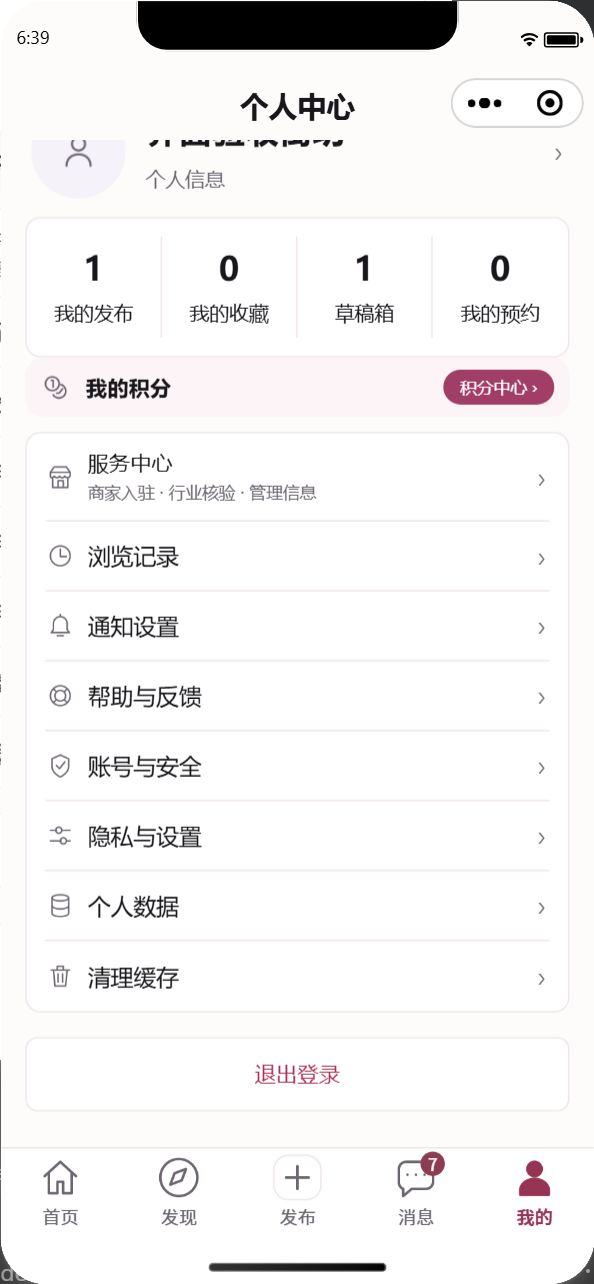 6:39
个人中心
个人信息
1
0
1
0
我的发布
我的收藏
草稿箱
我的预约
我的积分
积分中心 ›
服务中心
商家入驻 · 行业核验 · 管理信息
浏览记录
通知设置
帮助与反馈
账号与安全
隐私与设置
个人数据
清理缓存
退出登录
7
首页
发现
发布
消息
我的